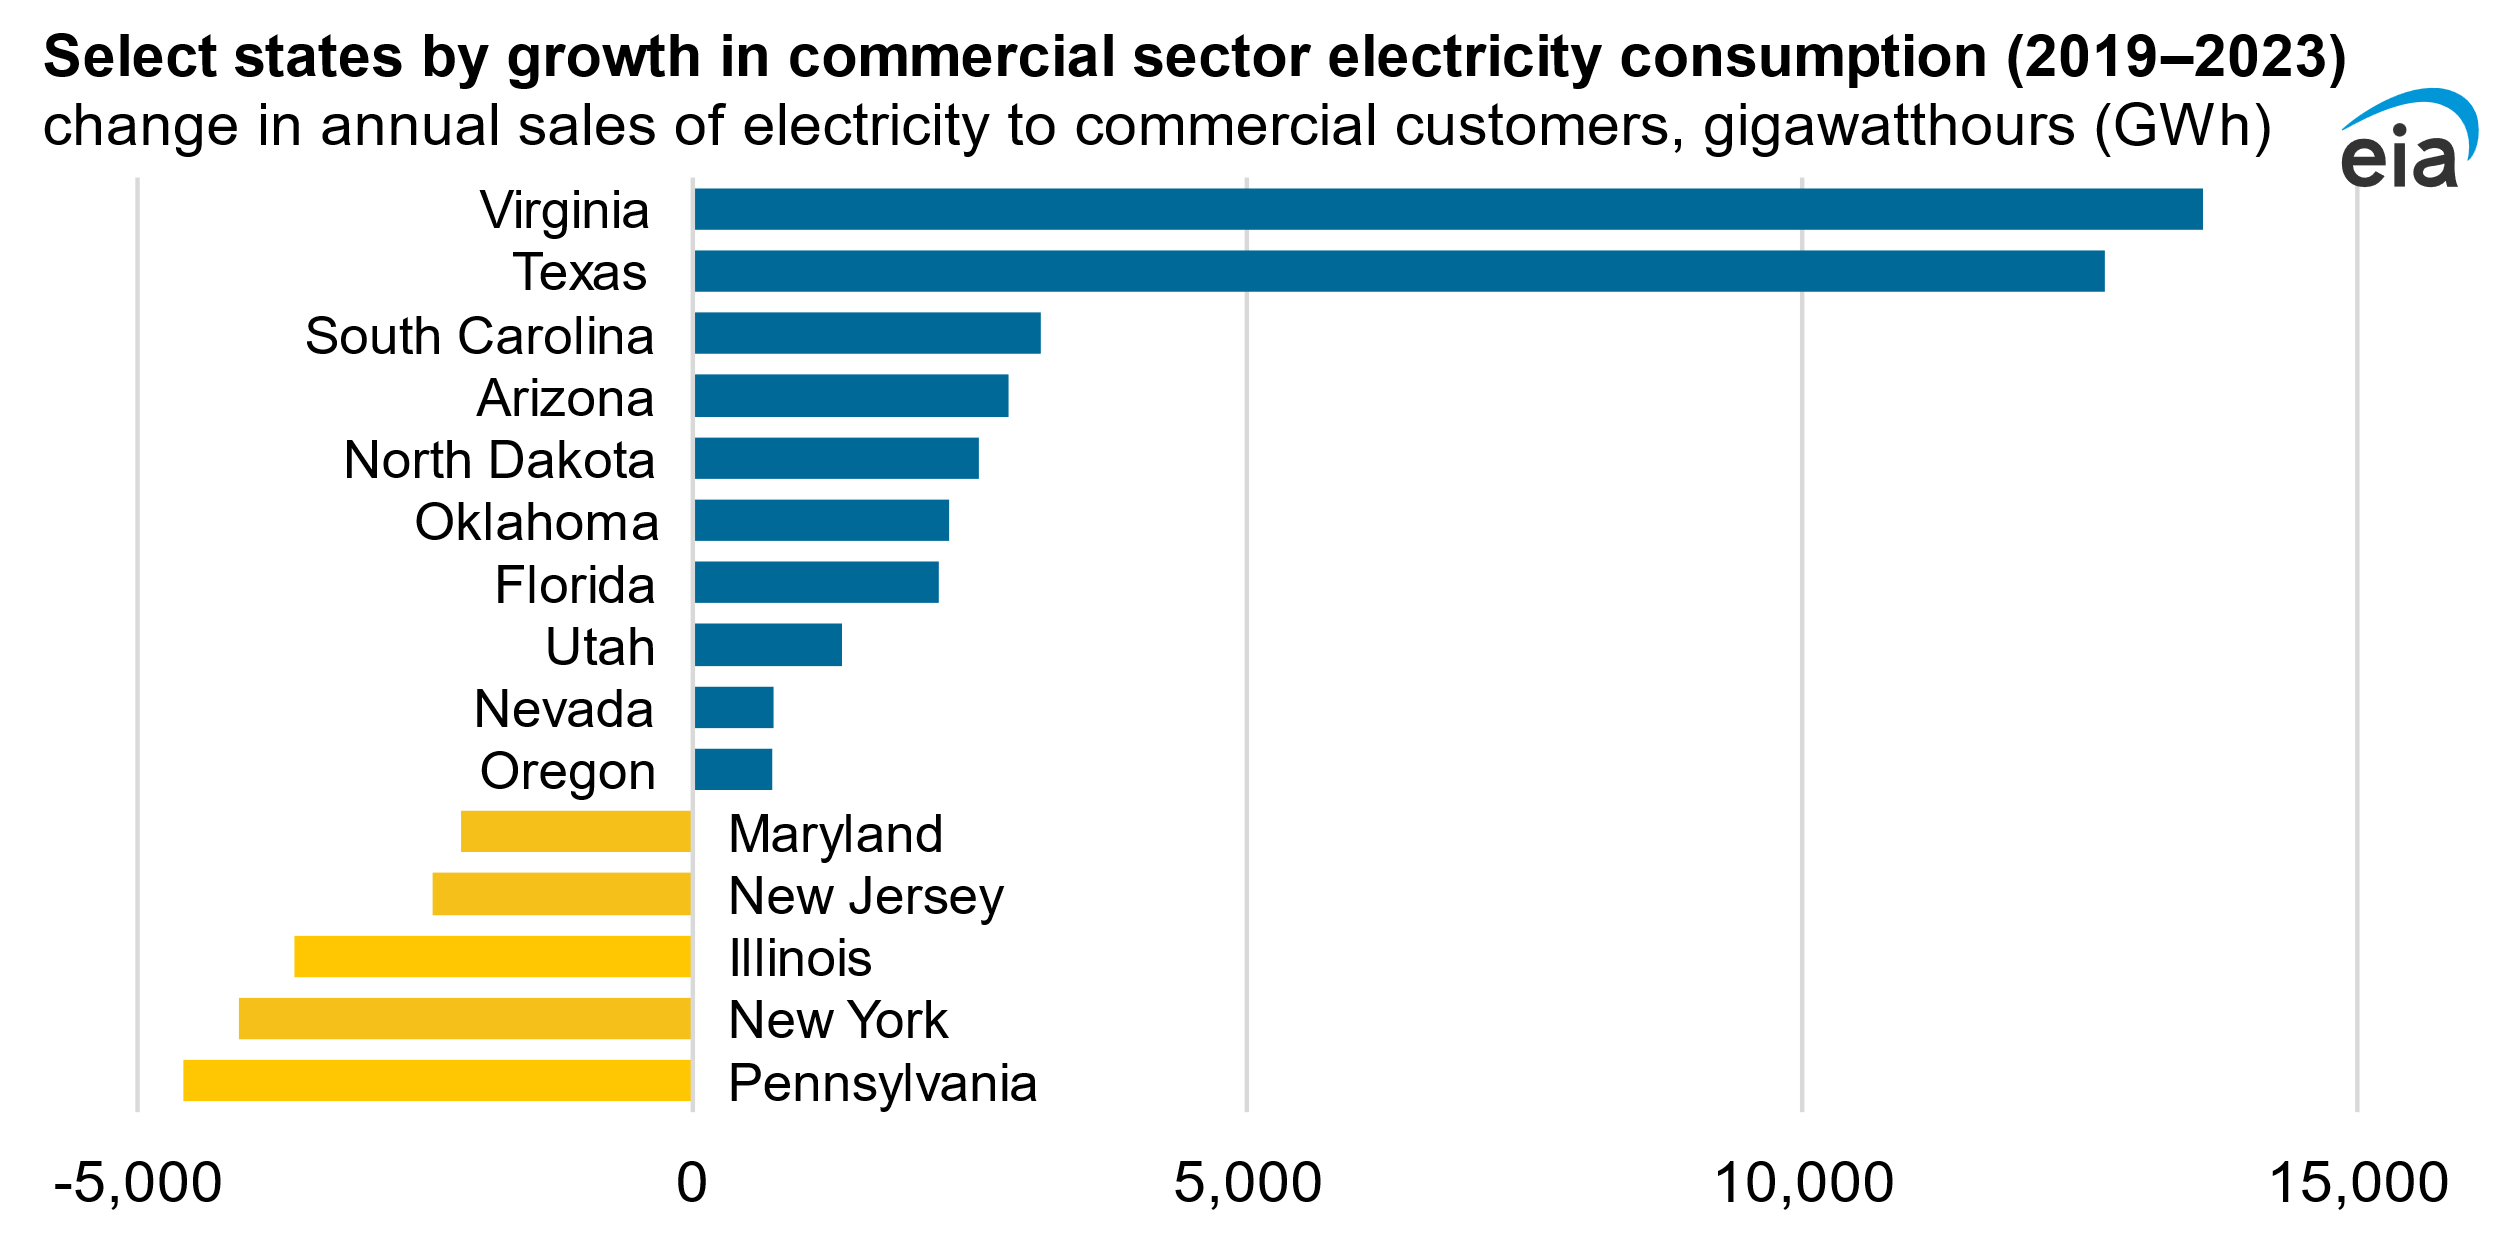 Select states by growth in commercial sector electricity consumption (2019–2023)
change in annual sales of electricity to commercial customers, gigawatthours (GWh)
eia
Virginia
Texas
South Carolina
Arizona
North Dakota
Oklahoma
Florida
Utah
Nevada
Oregon
Maryland
New Jersey
Illinois
New York
Pennsylvania
-5,000 0 5,000 10,000 15,000